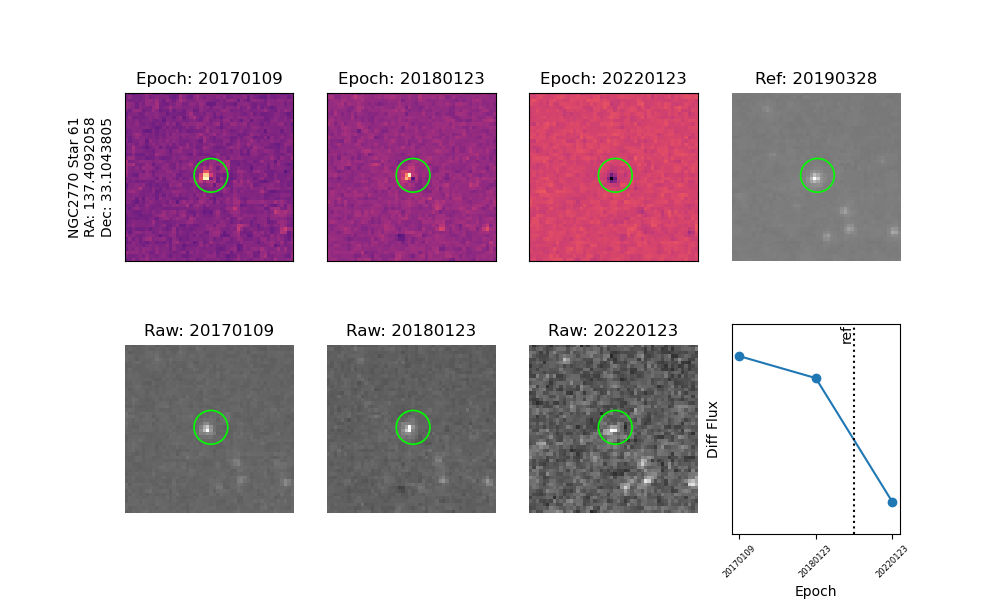 Epoch: 20170109
Epoch: 20180123
Epoch: 20220123
Ref: 20190328
NGC2770 Star 61
RA: 137.4092058
Dec: 33.1043805
Raw: 20170109
Raw: 20180123
Raw: 20220123
ref
Diff Flux
20170109
20180123
20220123
Epoch